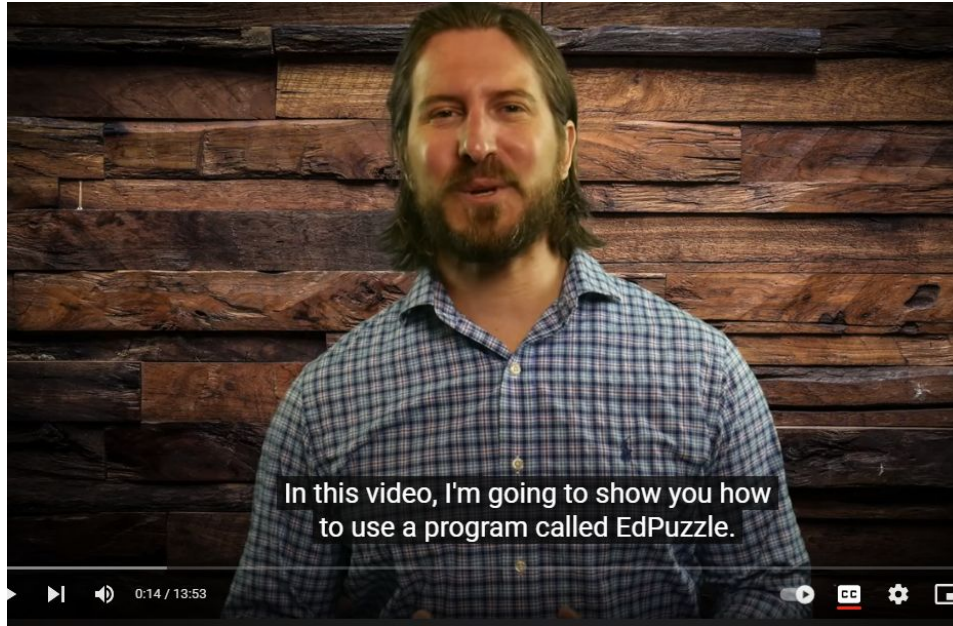 In this video, I'm going to show you how
to use a program called EdPuzzle.
0:14 / 13:53
CC